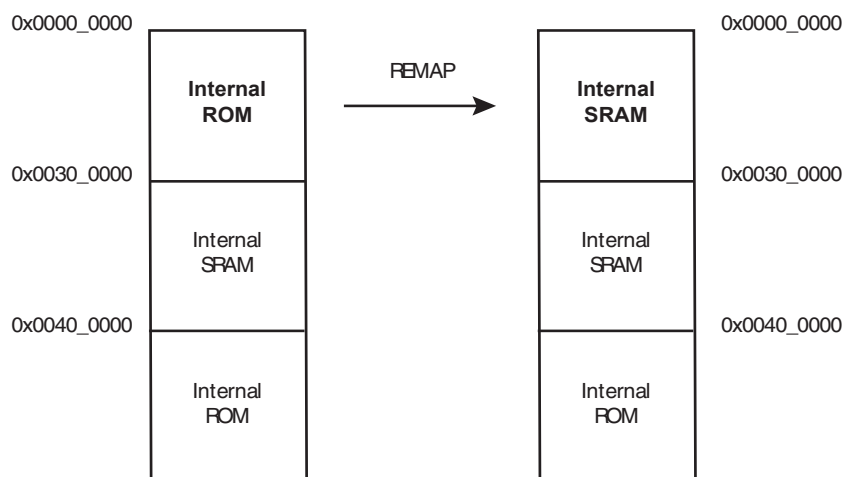 0x0000_0000
Internal
ROM
REMAP
Internal
SRAM
0x0000_0000
0x0030_0000
0x0030_0000
Internal
SRAM
Internal
SRAM
0x0040_0000
0x0040_0000
Internal
ROM
Internal
ROM